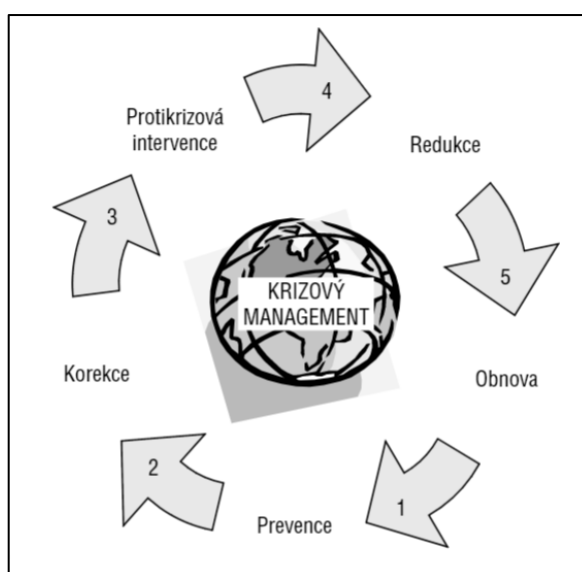 4
Protikrizová
intervence
Redukce
3
5
KRIZOVÝ
MANAGEMENT
Korekce
Obnova
2
1
Prevence